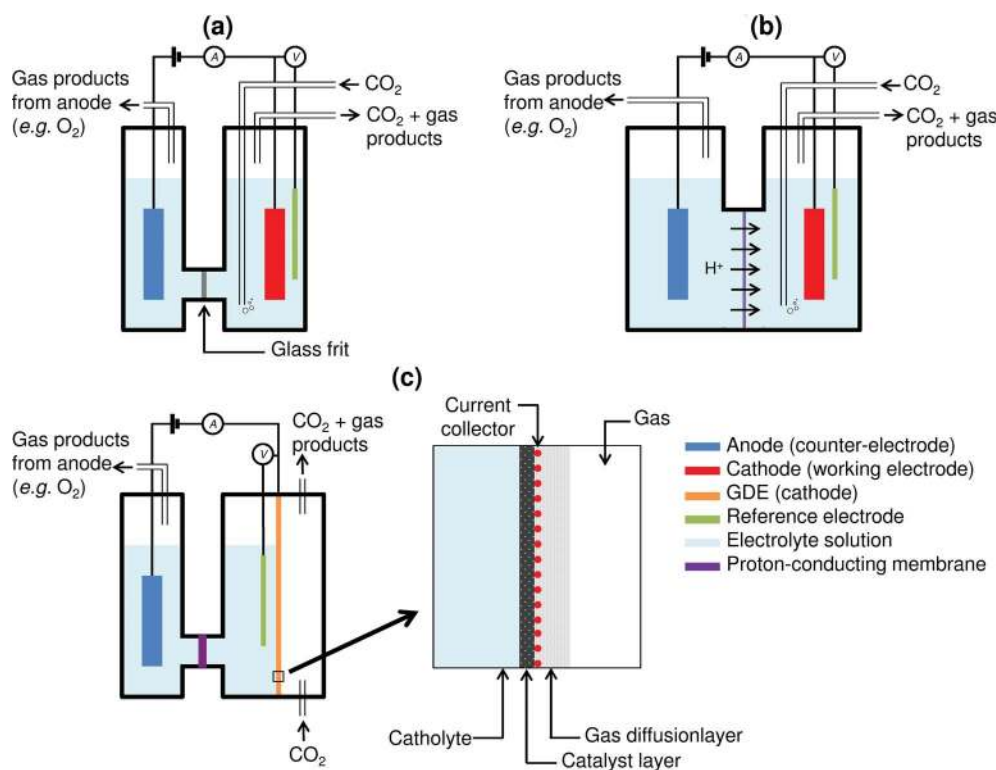 (a)
A
V
Gas products
from anode
(e.g. O₂)
CO₂
CO₂ + gas
products
Glass frit
(b)
A
V
Gas products
from anode
(e.g. O₂)
CO₂
CO₂ + gas
products
H⁺
(c)
A
V
Gas products
from anode
(e.g. O₂)
CO₂ + gas
products
CO₂
Current
collector
Gas
Catholyte
Gas diffusionlayer
Catalyst layer
Anode (counter-electrode)
Cathode (working electrode)
GDE (cathode)
Reference electrode
Electrolyte solution
Proton-conducting membrane